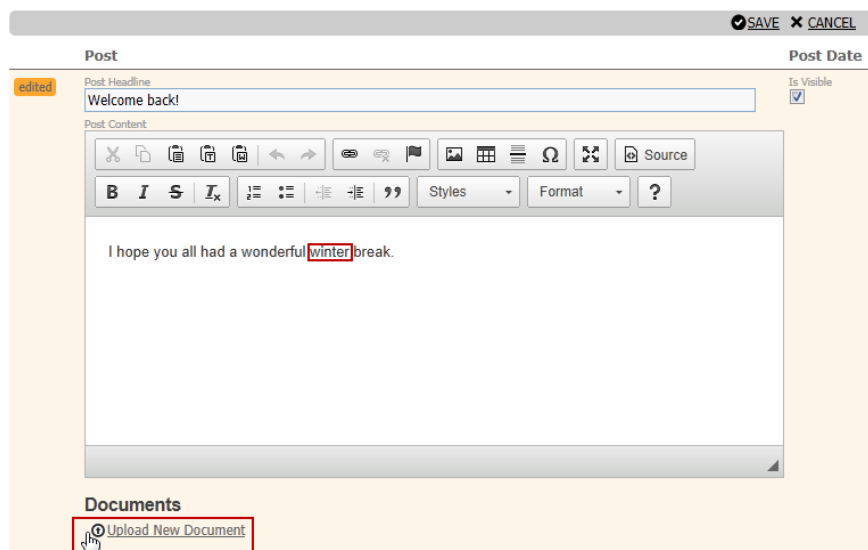 SAVE CANCEL
Post Post Date
edited
Post Headline Is Visible
Welcome back!
Post Content
Source
B I S Ix Styles Format ?
I hope you all had a wonderful winter break.
Documents
Upload New Document